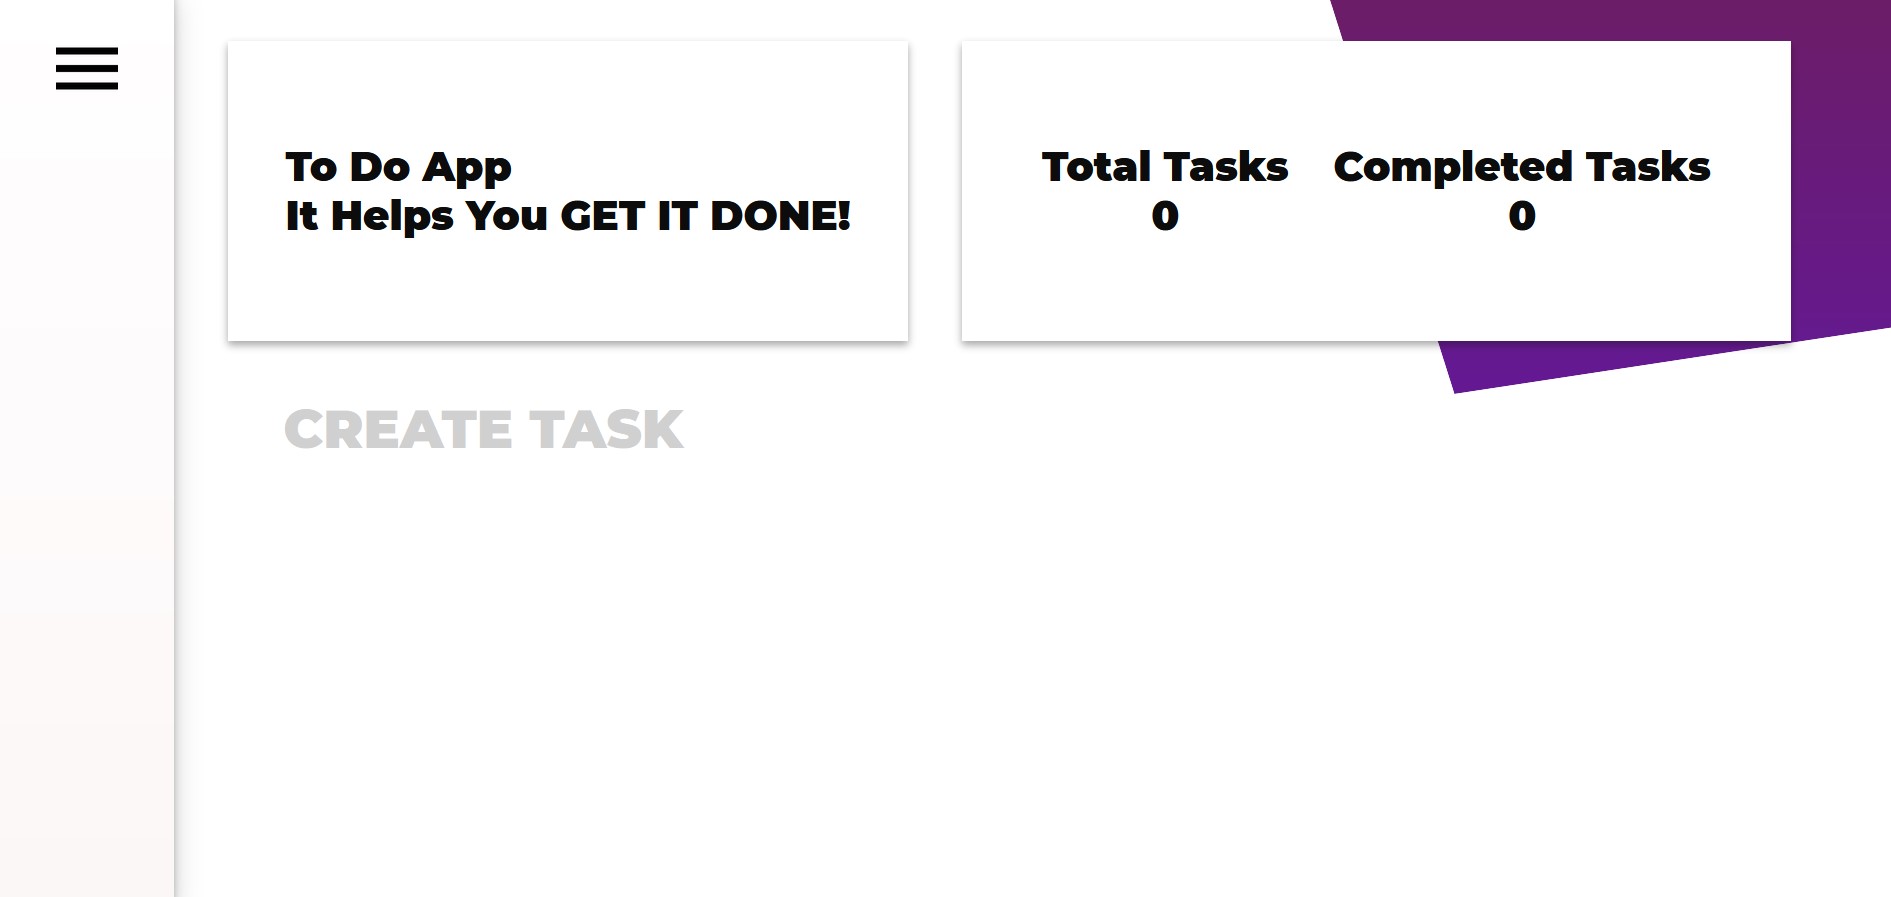 To Do App
It Helps You GET IT DONE!
Total Tasks
0
Completed Tasks
0
CREATE TASK